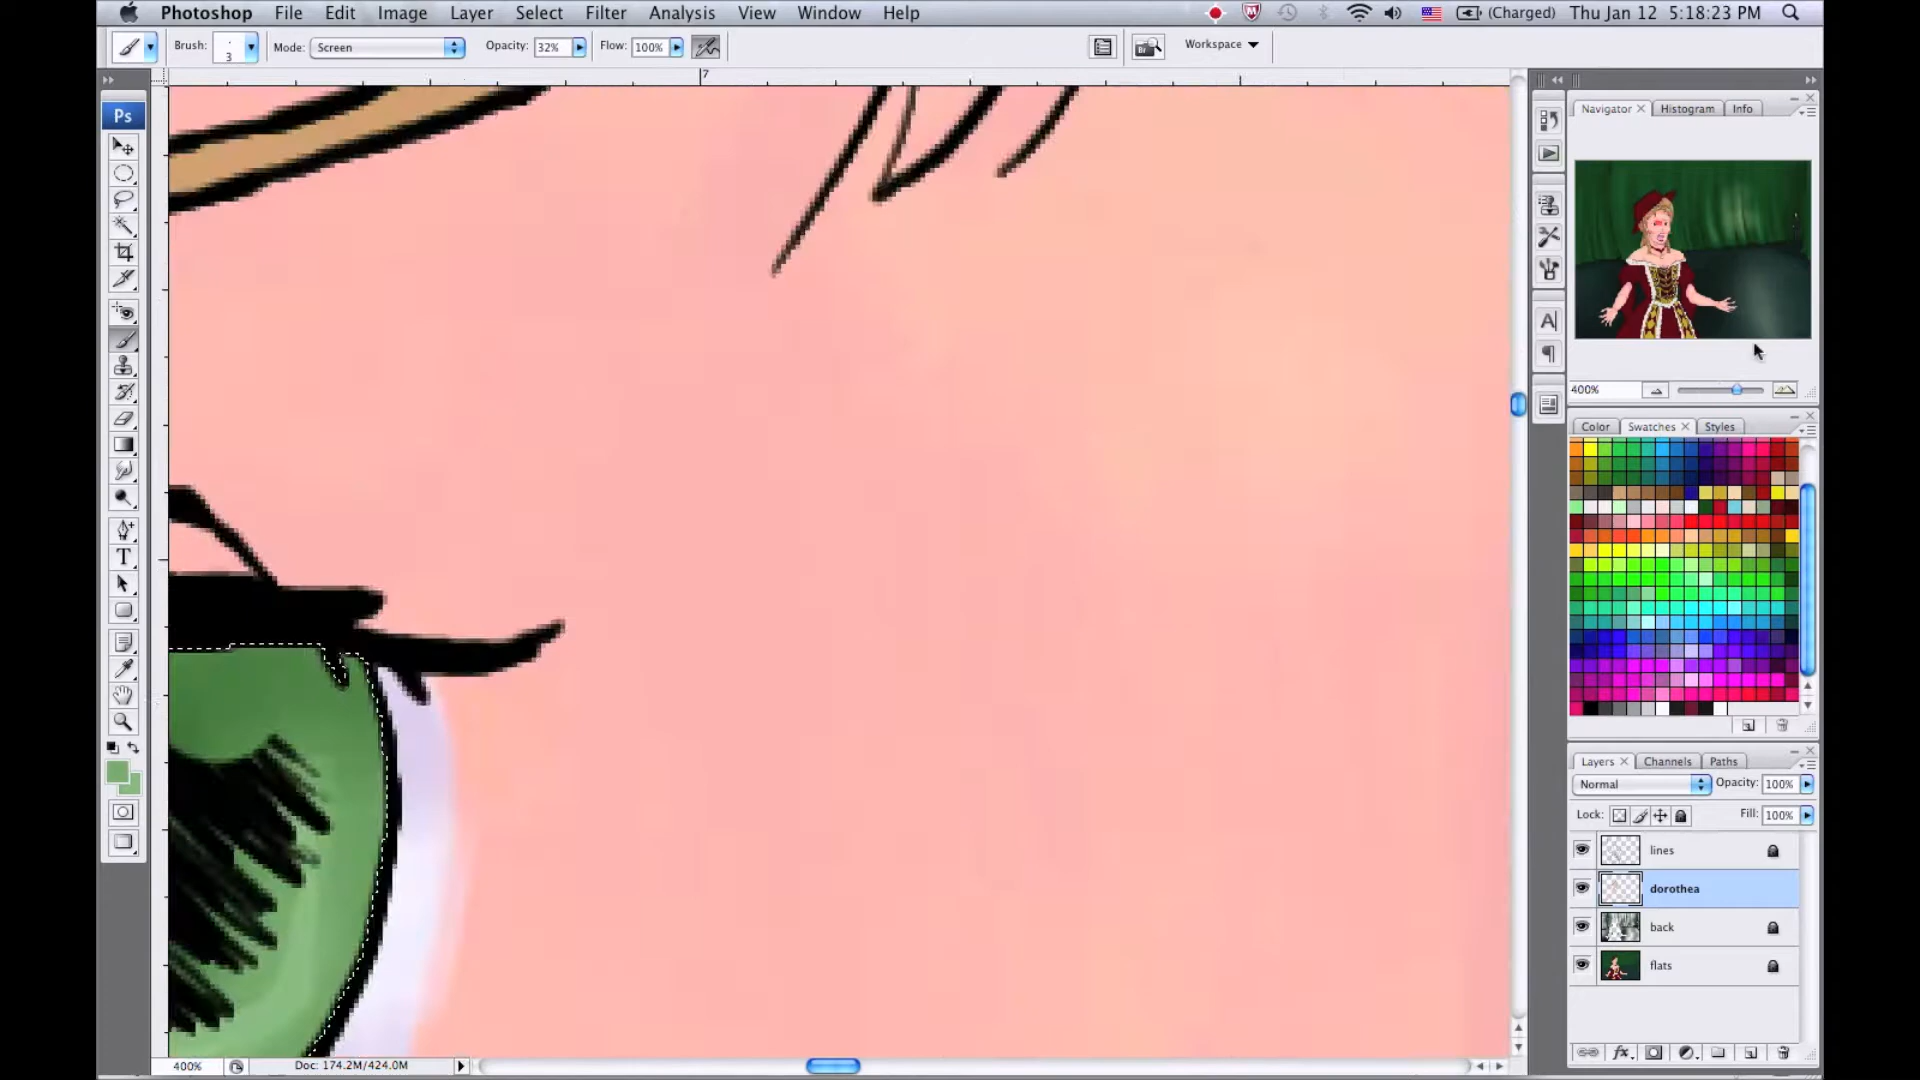 Photoshop File Edit Image Layer Select Filter Analysis View Window Help (Charged) Thu Jan 12 5:18:23 PM
Brush: 3 Mode: Screen Opacity: 32% Flow: 100% Workspace
7
Ps
Navigator Histogram Info
400%
Color Swatches Styles
Layers Channels Paths
Normal Opacity: 100%
Lock: Fill: 100%
lines
dorothea
back
flats
400% Doc: 174.2M/424.0M